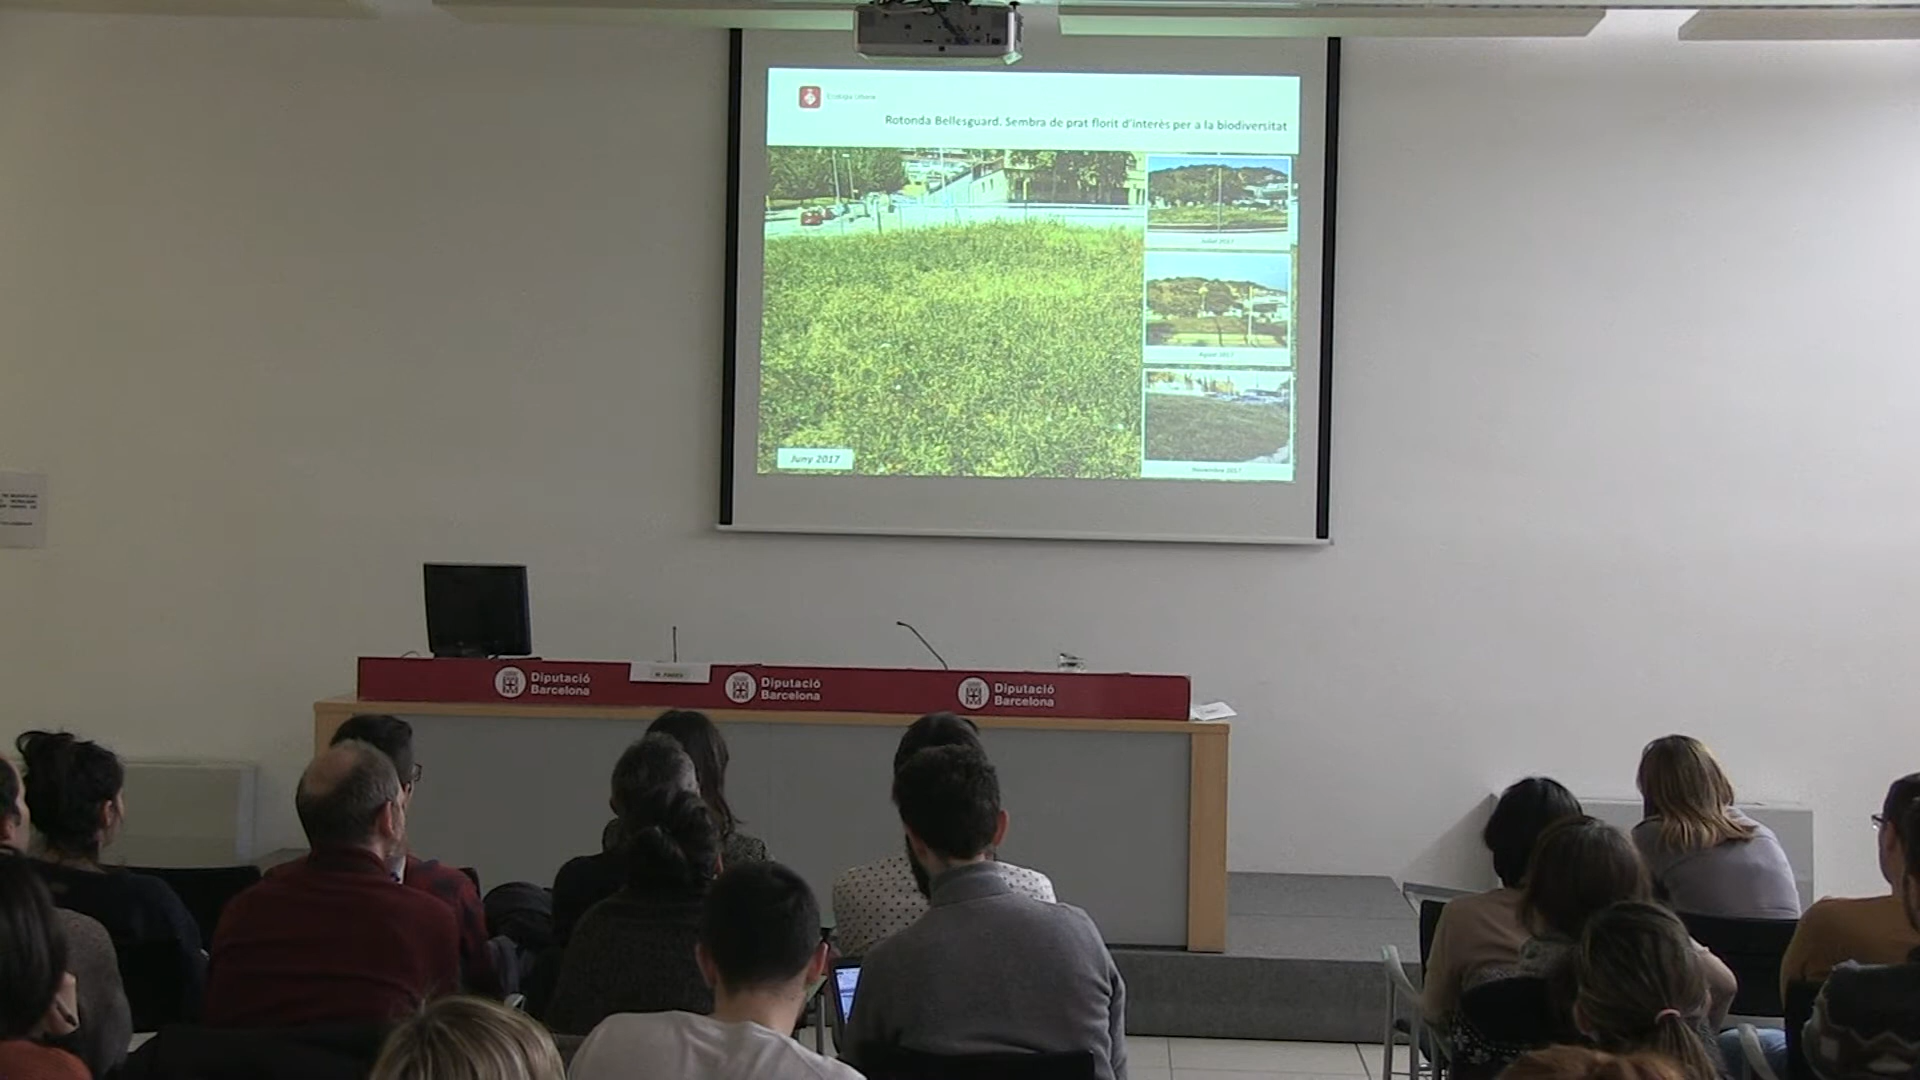 Ecologia Urbana
Rotonda Bellesguard. Sembra de prat florit d'interès per a la biodiversitat
Juliol 2017
Agost 2017
Juny 2017
Novembre 2017
Diputació
Barcelona
Diputació
Barcelona
Diputació
Barcelona